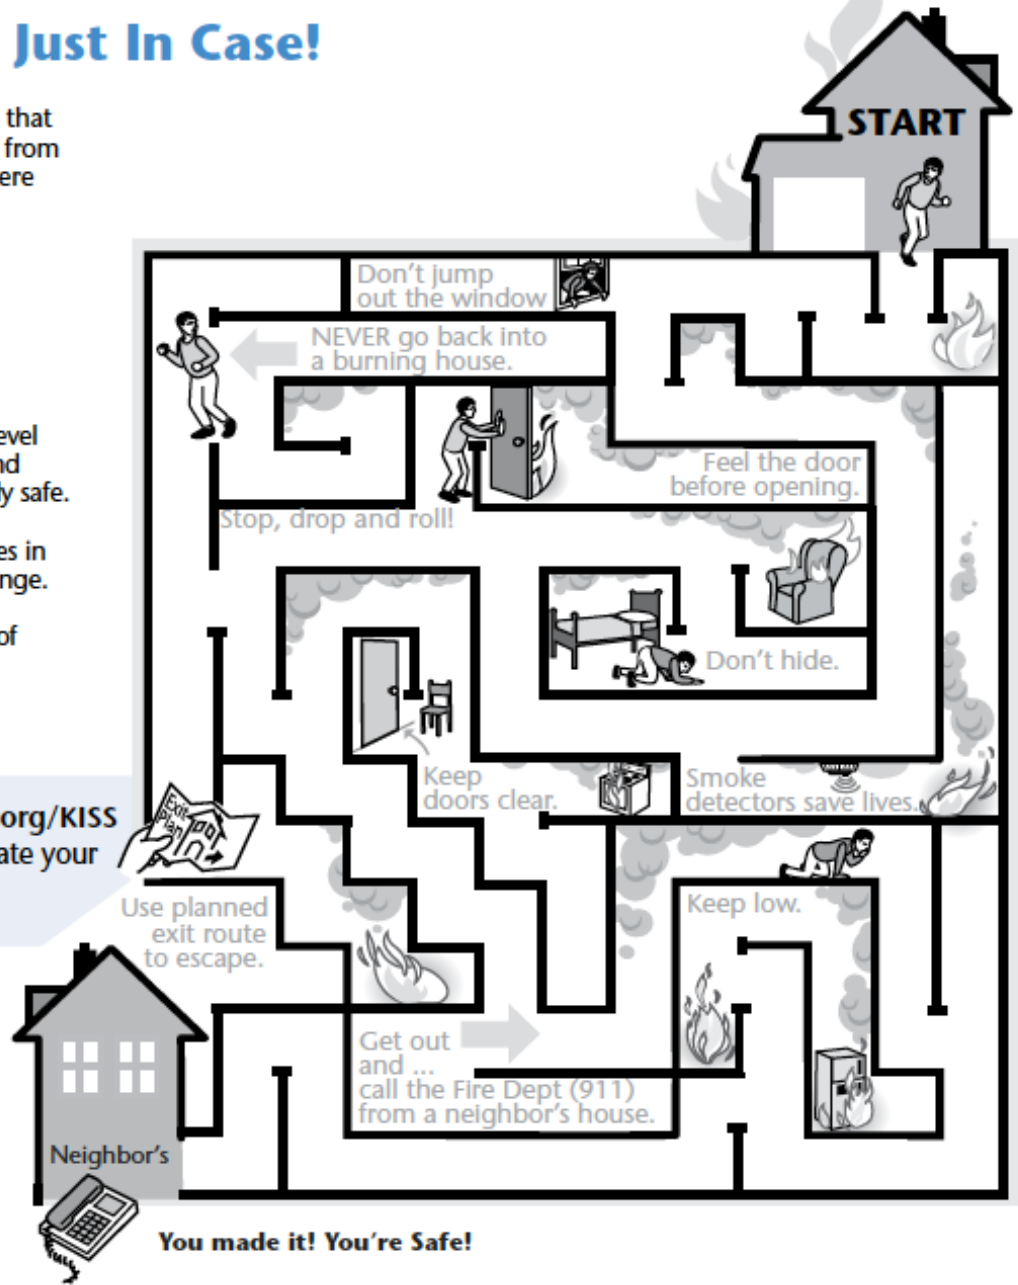 Just In Case!
that
from
ere
START
Don't jump
out the window
NEVER go back into
a burning house.
evel
nd
ly safe.
Feel the door
before opening.
Stop, drop and roll!
es in
nge.
of
Don't hide.
Keep
doors clear.
Smoke
detectors save lives.
org/KISS
ate your
Exit
Plan
Use planned
exit route
to escape.
Keep low.
Get out
and ...
call the Fire Dept (911)
from a neighbor's house.
Neighbor's
You made it! You're Safe!